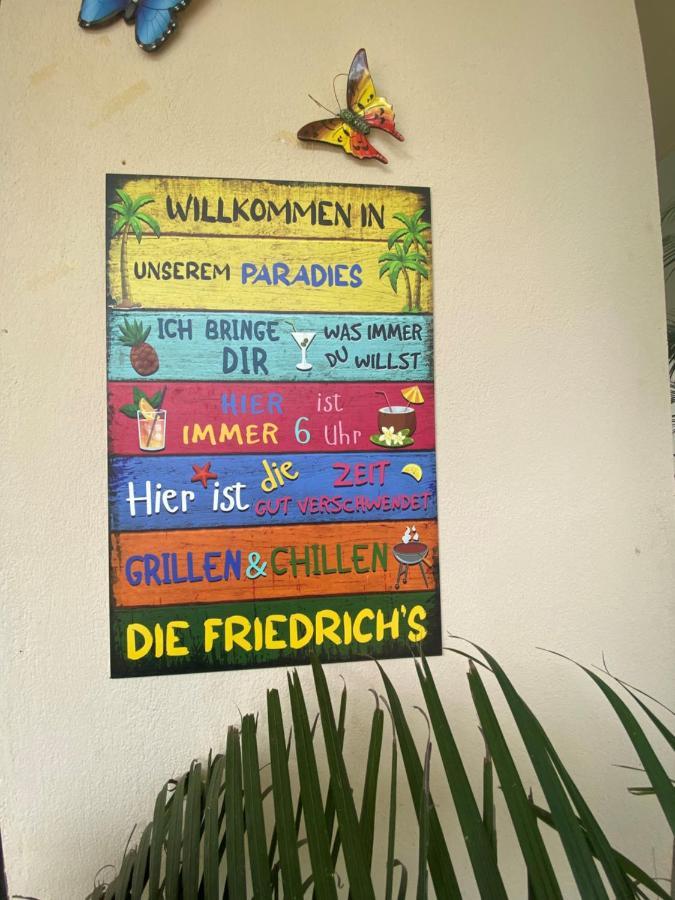 WILLKOMMEN IN
UNSEREM PARADIES
ICH BRINGE WAS IMMER
DIR DU WILLST
HIER ist
IMMER 6 Uhr
Hier ist die ZEIT
GUT VERSCHWENDET
GRILLEN & CHILLEN
DIE FRIEDRICH'S